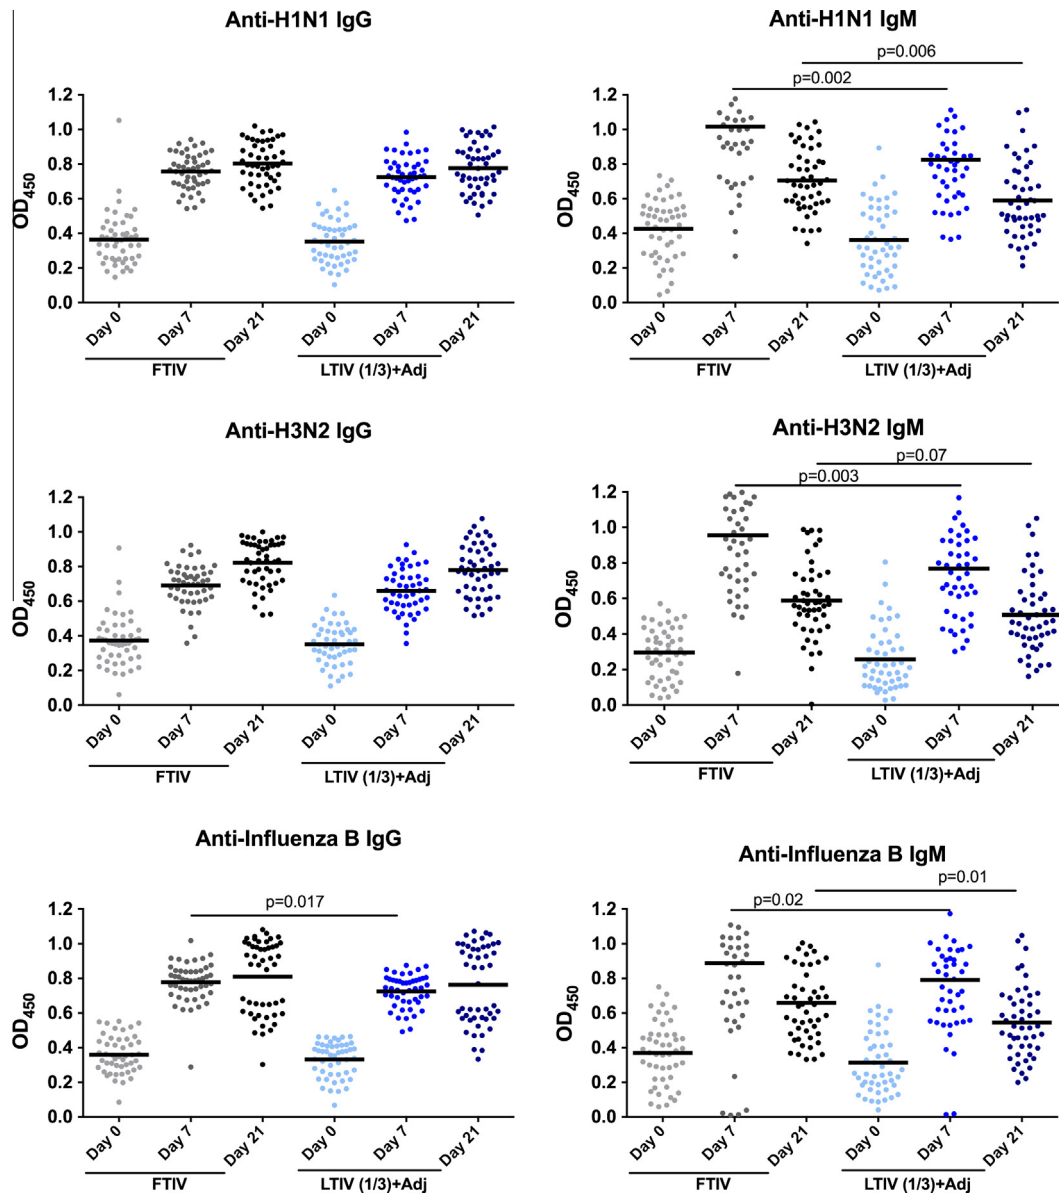 Anti-H1N1 IgG
OD450
1.2
1.0
0.8
0.6
0.4
0.2
0.0
Day 0
Day 7
Day 21
Day 0
Day 7
Day 21
FTIV
LTIV (1/3)+Adj
Anti-H1N1 IgM
p=0.006
p=0.002
OD450
1.2
1.0
0.8
0.6
0.4
0.2
0.0
Day 0
Day 7
Day 21
Day 0
Day 7
Day 21
FTIV
LTIV (1/3)+Adj
Anti-H3N2 IgG
OD450
1.2
1.0
0.8
0.6
0.4
0.2
0.0
Day 0
Day 7
Day 21
Day 0
Day 7
Day 21
FTIV
LTIV (1/3)+Adj
Anti-H3N2 IgM
p=0.07
p=0.003
OD450
1.2
1.0
0.8
0.6
0.4
0.2
0.0
Day 0
Day 7
Day 21
Day 0
Day 7
Day 21
FTIV
LTIV (1/3)+Adj
Anti-Influenza B IgG
p=0.017
OD450
1.2
1.0
0.8
0.6
0.4
0.2
0.0
Day 0
Day 7
Day 21
Day 0
Day 7
Day 21
FTIV
LTIV (1/3)+Adj
Anti-Influenza B IgM
p=0.01
p=0.02
OD450
1.2
1.0
0.8
0.6
0.4
0.2
0.0
Day 0
Day 7
Day 21
Day 0
Day 7
Day 21
FTIV
LTIV (1/3)+Adj